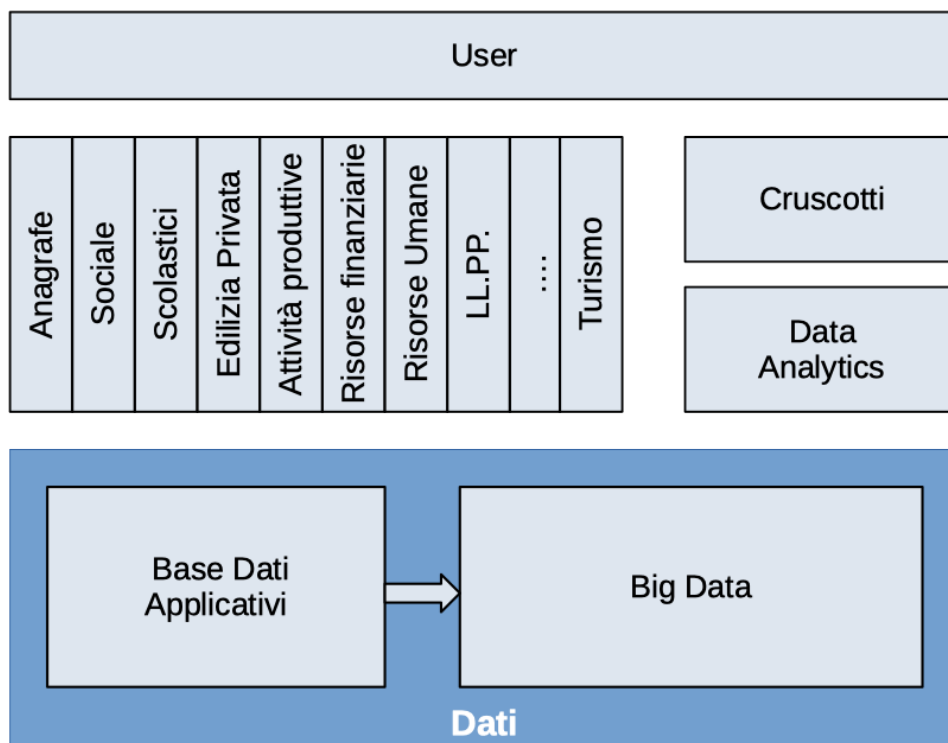 User
Anagrafe
Sociale
Scolastici
Edilizia Privata
Attività produttive
Risorse finanziarie
Risorse Umane
LL.PP.
....
Turismo
Cruscotti
Data
Analytics
Base Dati
Applicativi
Big Data
Dati